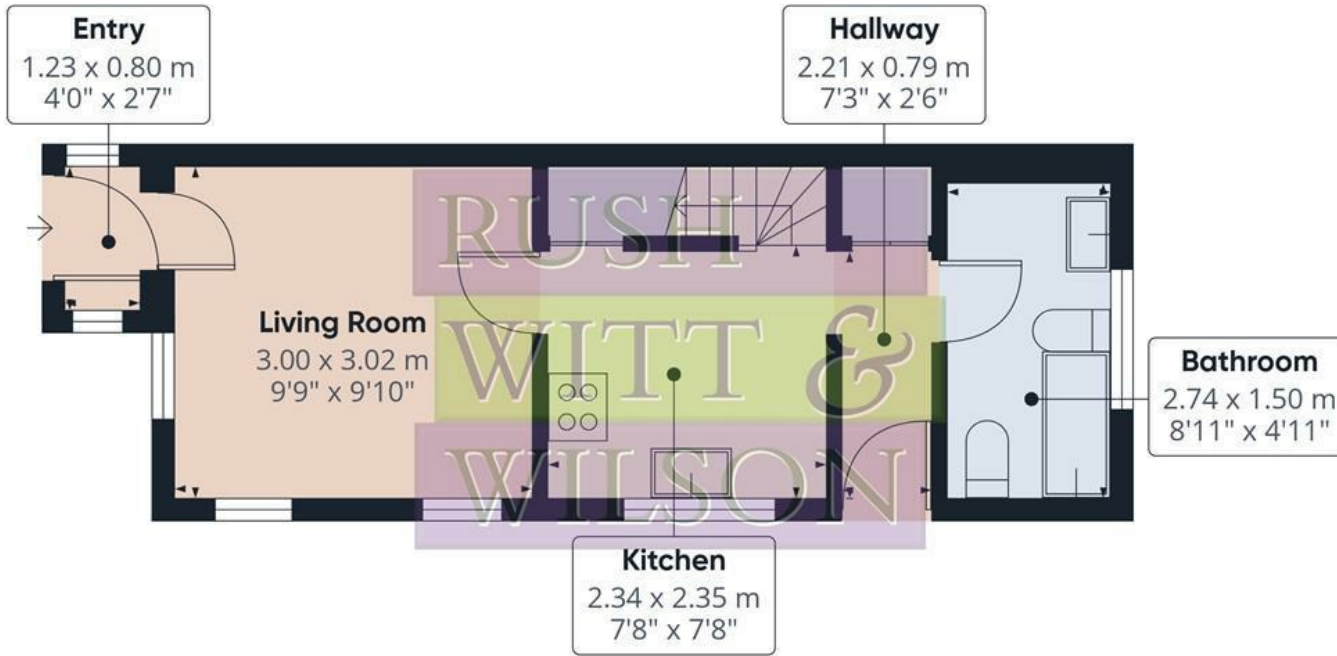 Entry
1.23 x 0.80 m
4'0" x 2'7"
Hallway
2.21 x 0.79 m
7'3" x 2'6"
RUSH
WITT &
WILSON
Living Room
3.00 x 3.02 m
9'9" x 9'10"
Bathroom
2.74 x 1.50 m
8'11" x 4'11"
Kitchen
2.34 x 2.35 m
7'8" x 7'8"